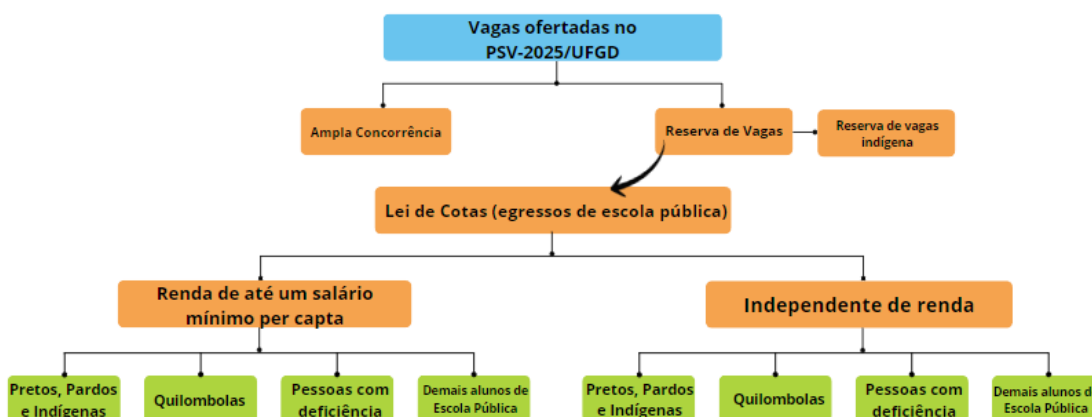 Vagas ofertadas no
PSV-2025/UFGD
Ampla Concorrência
Reserva de Vagas
Reserva de vagas
indígena
Lei de Cotas (egressos de escola pública)
Renda de até um salário
mínimo per capta
Independente de renda
Pretos, Pardos
e Indígenas
Quilombolas
Pessoas com
deficiência
Demais alunos de
Escola Pública
Pretos, Pardos
e Indígenas
Quilombolas
Pessoas com
deficiência
Demais alunos de
Escola Pública